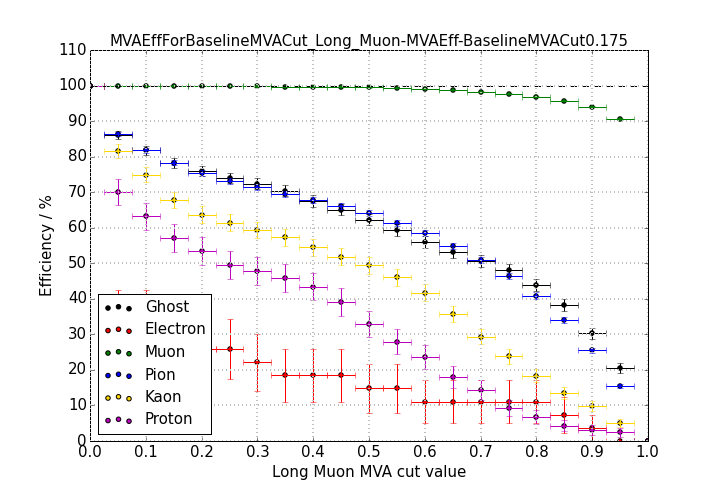 MVAEffForBaselineMVACut_Long_Muon-MVAEff-BaselineMVACut0.175
110
100
90
80
70
60
50
40
30
20
10
0
Efficiency / %
Ghost
Electron
Muon
Pion
Kaon
Proton
0.0 0.1 0.2 0.3 0.4 0.5 0.6 0.7 0.8 0.9 1.0
Long Muon MVA cut value